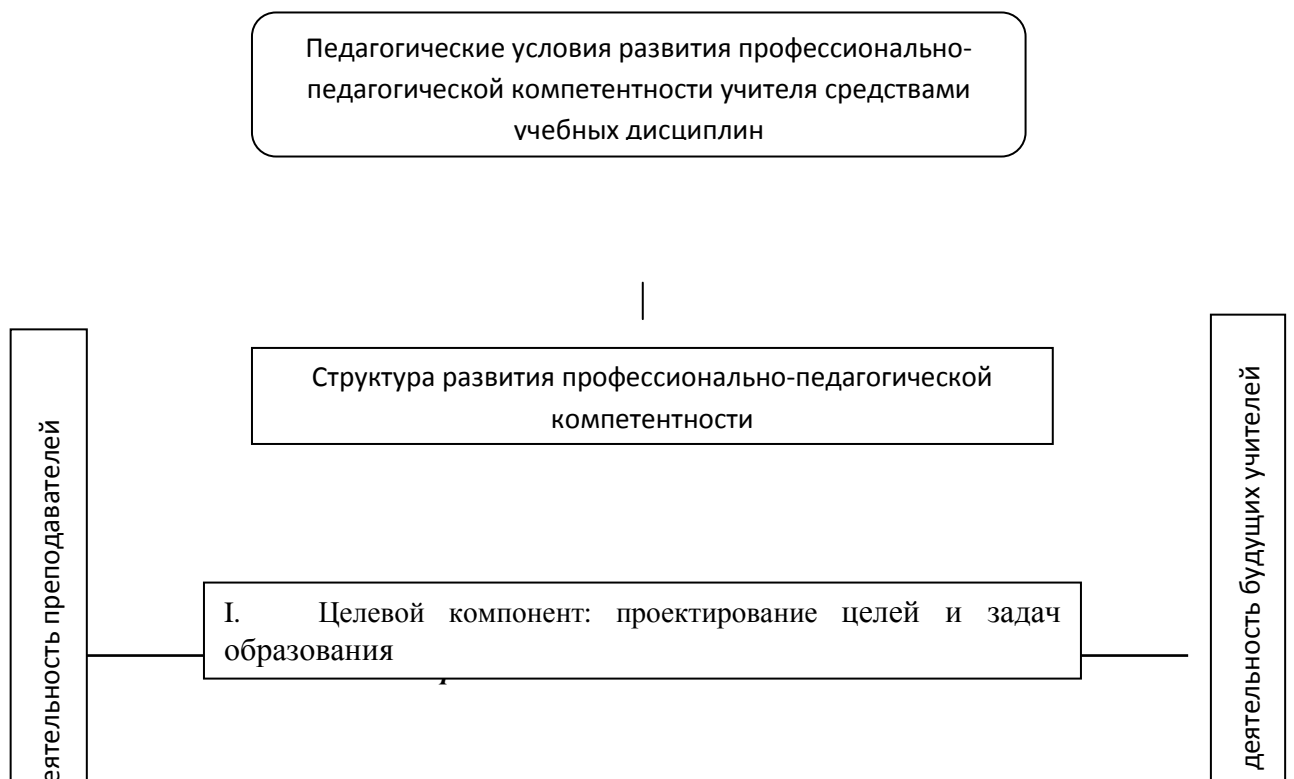 Педагогические условия развития профессионально-
педагогической компетентности учителя средствами
учебных дисциплин
Структура развития профессионально-педагогической
компетентности
I. Целевой компонент: проектирование целей и задач
образования
еятельность преподавателей
деятельность будущих учителей